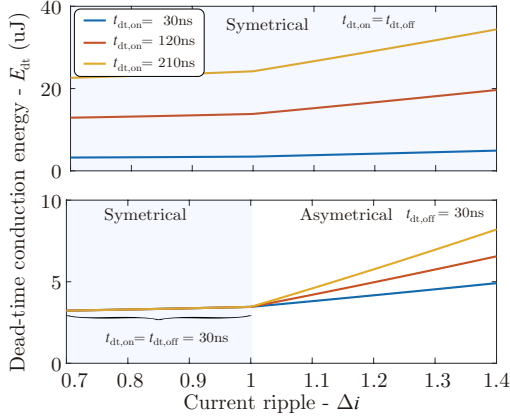 Dead-time conduction energy - E_dt (uJ)
40
20
0
t_dt,on = 30ns
t_dt,on = 120ns
t_dt,on = 210ns
Symetrical
t_dt,on = t_dt,off
10
5
0
Symetrical
Asymetrical
t_dt,off = 30ns
t_dt,on = t_dt,off = 30ns
0.7 0.8 0.9 1 1.1 1.2 1.3 1.4
Current ripple - Δi